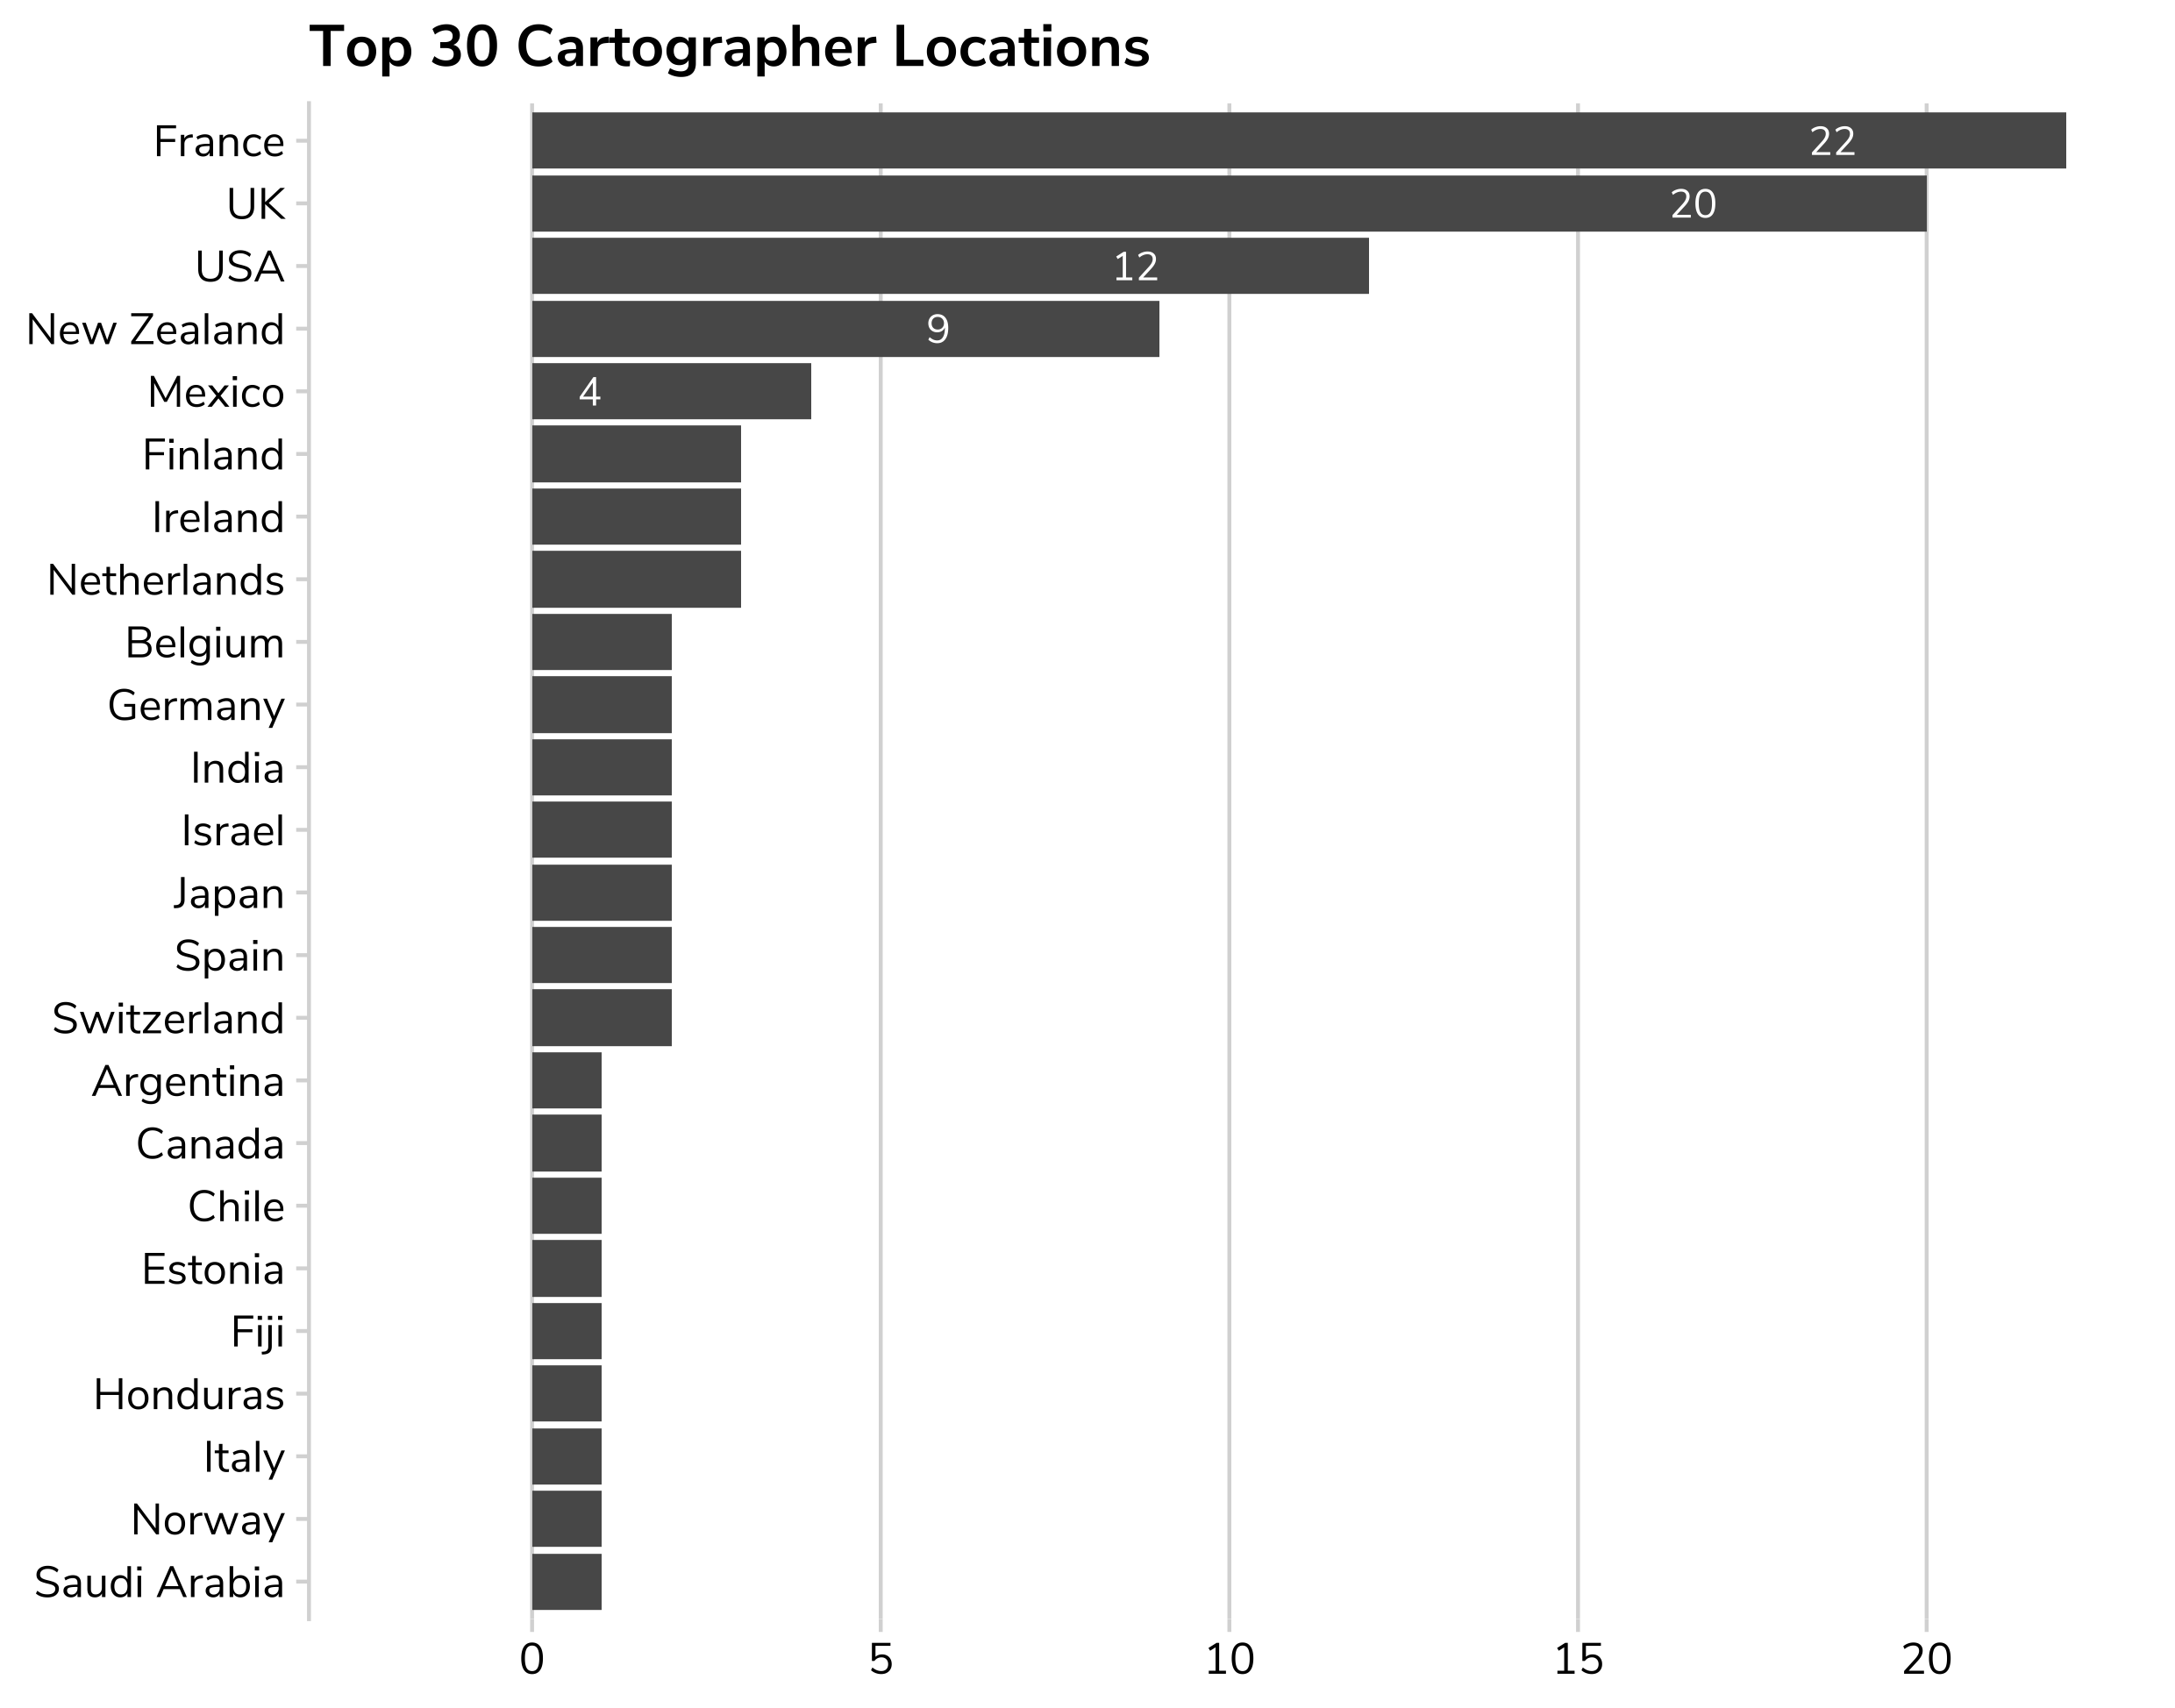 Top 30 Cartographer Locations
France 22
UK 20
USA 12
New Zealand 9
Mexico 4
Finland
Ireland
Netherlands
Belgium
Germany
India
Israel
Japan
Spain
Switzerland
Argentina
Canada
Chile
Estonia
Fiji
Honduras
Italy
Norway
Saudi Arabia
0 5 10 15 20